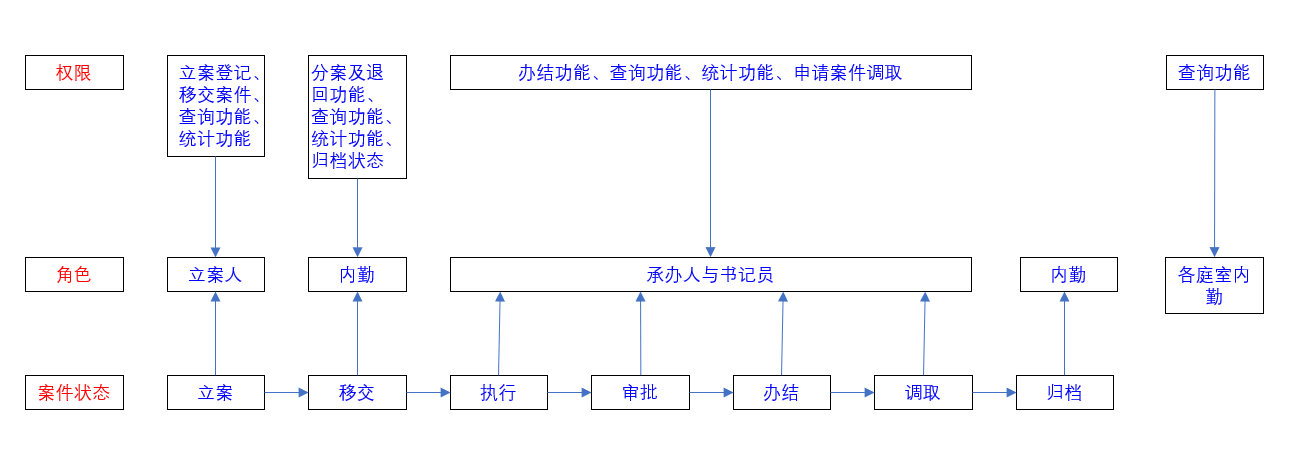 权限
立案登记、
移交案件、
查询功能、
统计功能
分案及退
回功能、
查询功能、
统计功能、
归档状态
办结功能、查询功能、统计功能、申请案件调取
查询功能
角色
立案人
内勤
承办人与书记员
内勤
各庭室内
勤
案件状态
立案
移交
执行
审批
办结
调取
归档